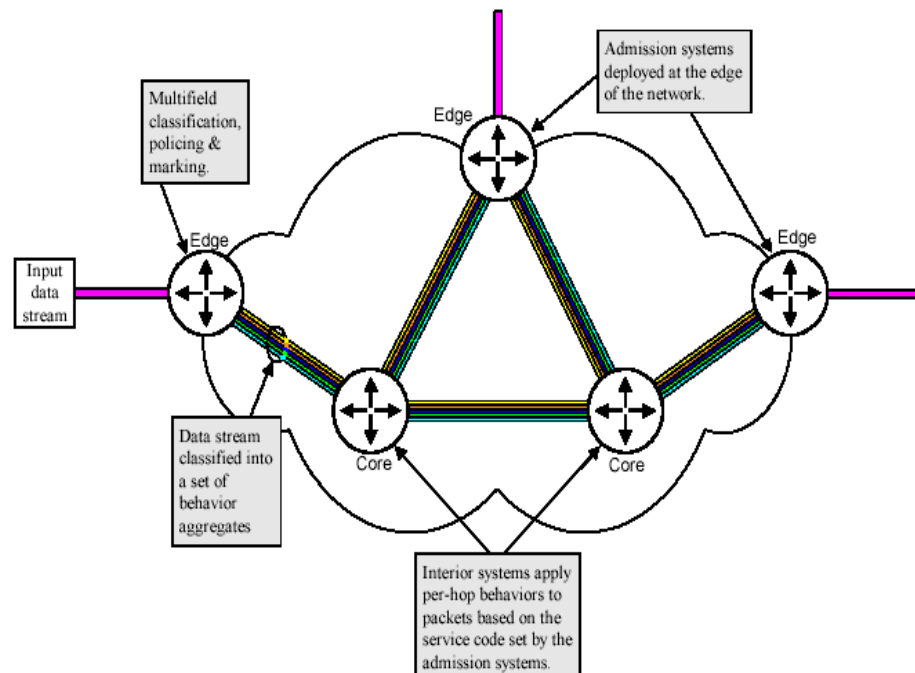 Edge
Admission systems
deployed at the edge
of the network.
Multifield
classification,
policing &
marking.
Edge
Edge
Input
data
stream
Data stream
classified into
a set of
behavior
aggregates
Core
Core
Interior systems apply
per-hop behaviors to
packets based on the
service code set by the
admission systems.